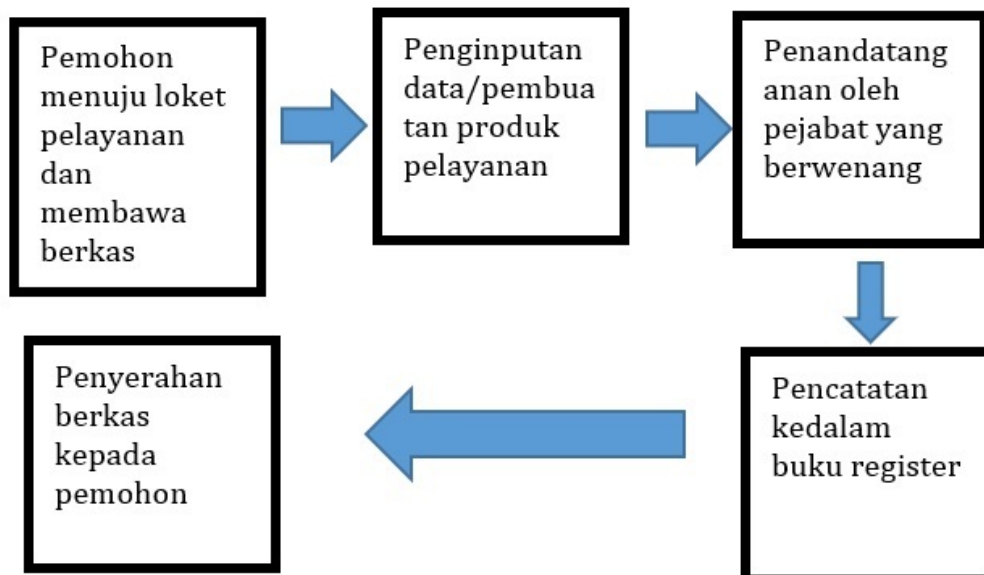 Pemohon
menuju loket
pelayanan
dan
membawa
berkas
Penginputan
data/pembua
tan produk
pelayanan
Penandatang
anan oleh
pejabat yang
berwenang
Pencatatan
kedalam
buku register
Penyerahan
berkas
kepada
pemohon